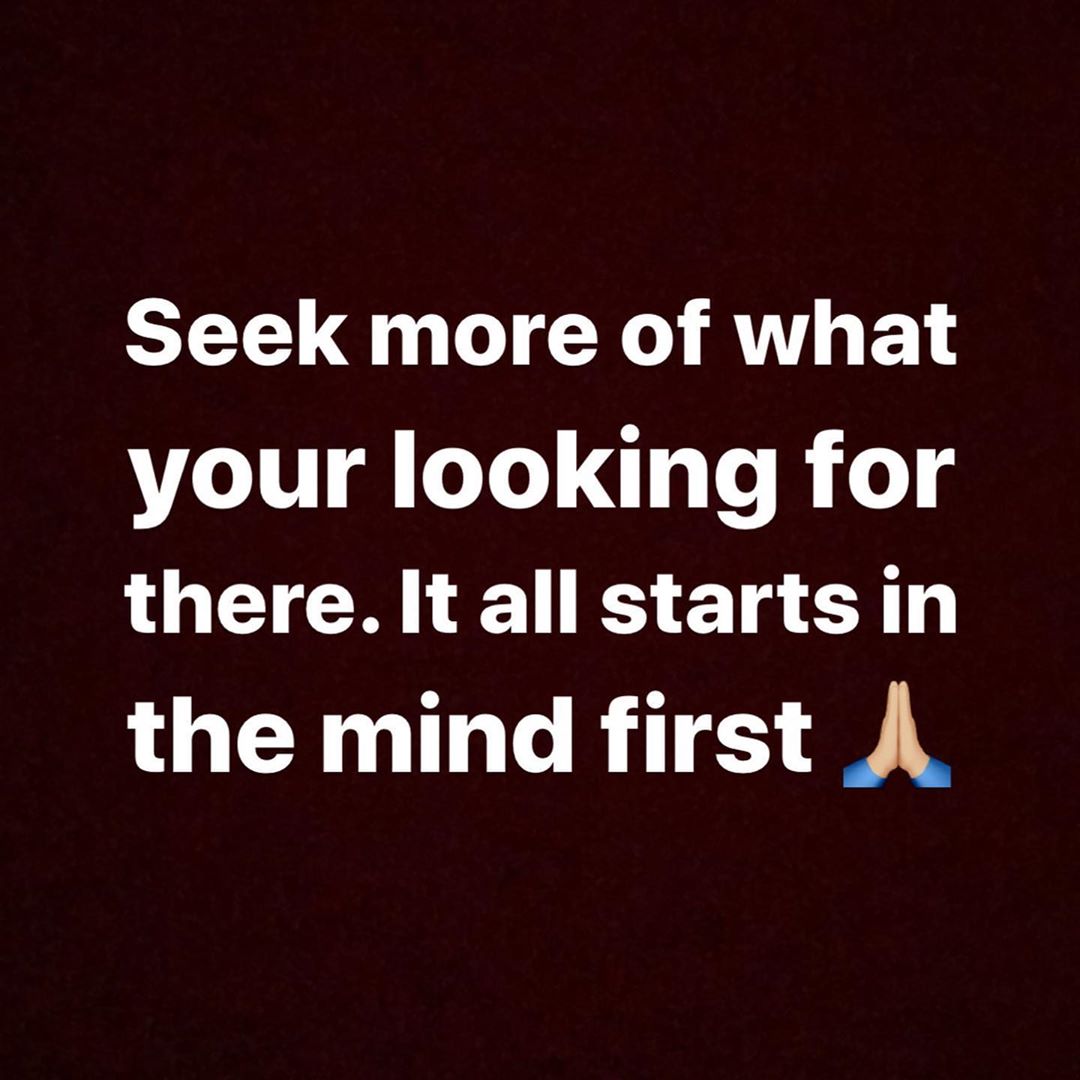 Seek more of what
your looking for
there. It all starts in
the mind first 🙏🏼